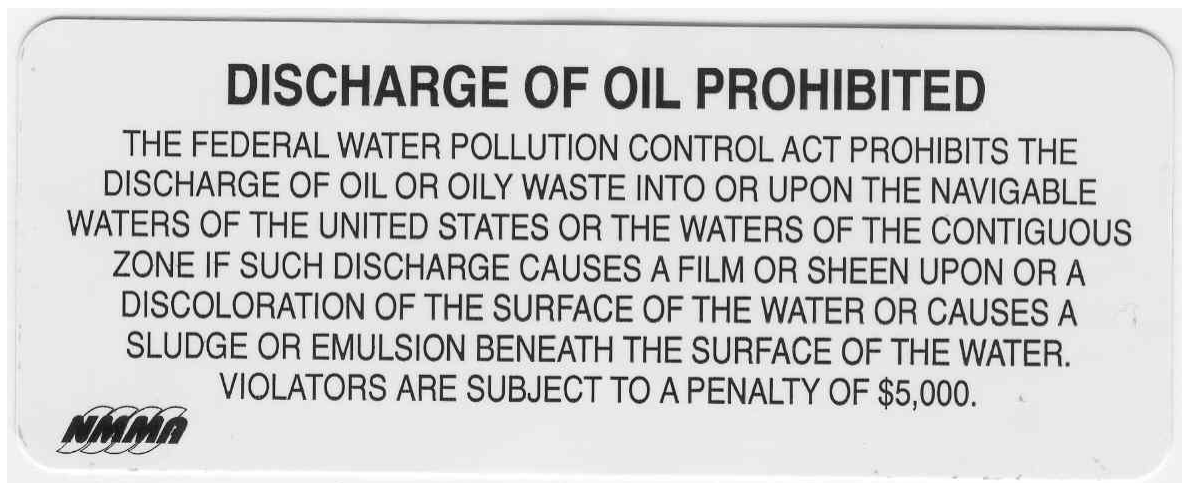 DISCHARGE OF OIL PROHIBITED
THE FEDERAL WATER POLLUTION CONTROL ACT PROHIBITS THE
DISCHARGE OF OIL OR OILY WASTE INTO OR UPON THE NAVIGABLE
WATERS OF THE UNITED STATES OR THE WATERS OF THE CONTIGUOUS
ZONE IF SUCH DISCHARGE CAUSES A FILM OR SHEEN UPON OR A
DISCOLORATION OF THE SURFACE OF THE WATER OR CAUSES A
SLUDGE OR EMULSION BENEATH THE SURFACE OF THE WATER.
VIOLATORS ARE SUBJECT TO A PENALTY OF $5,000.
NMMA